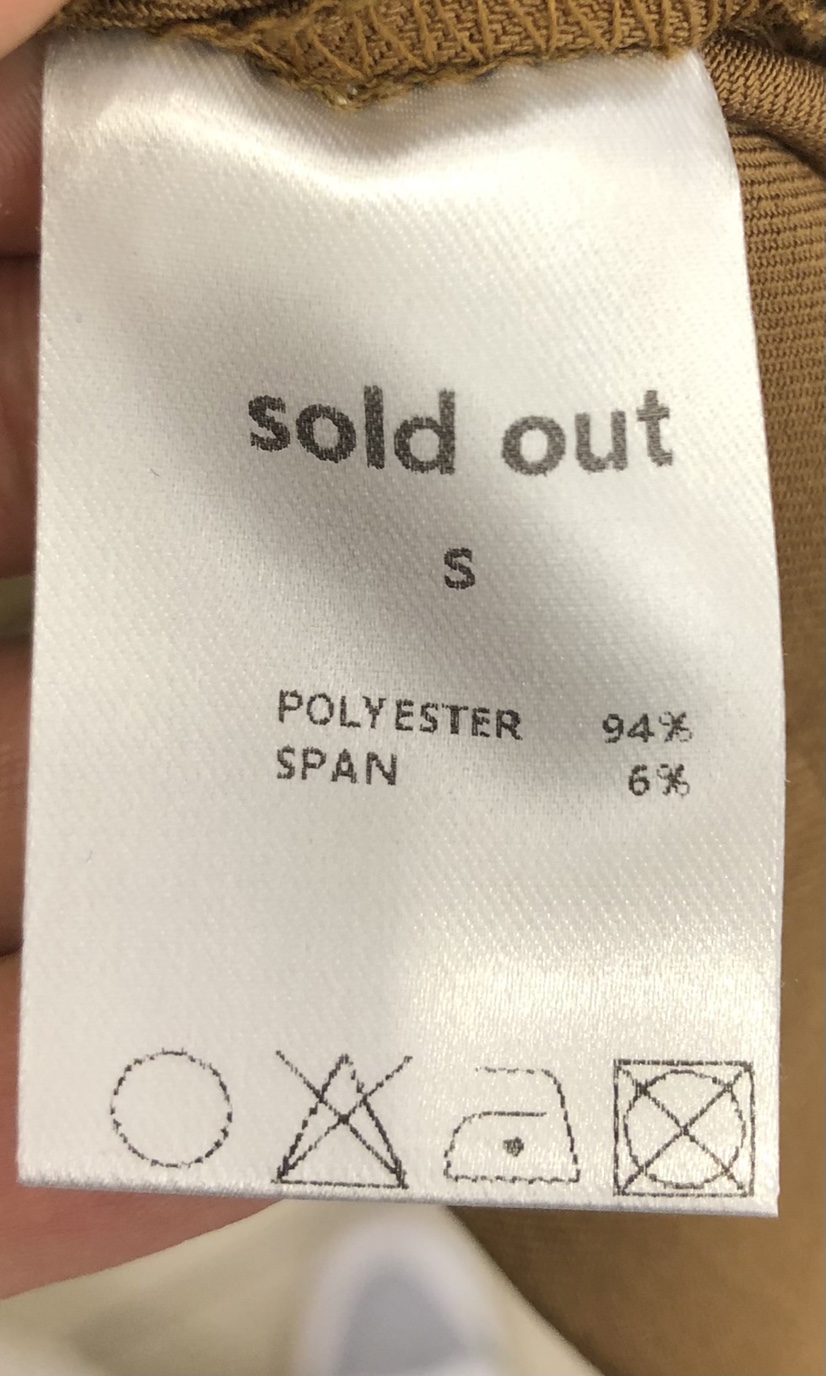 sold out
S
POLYESTER 94%
SPAN 6%